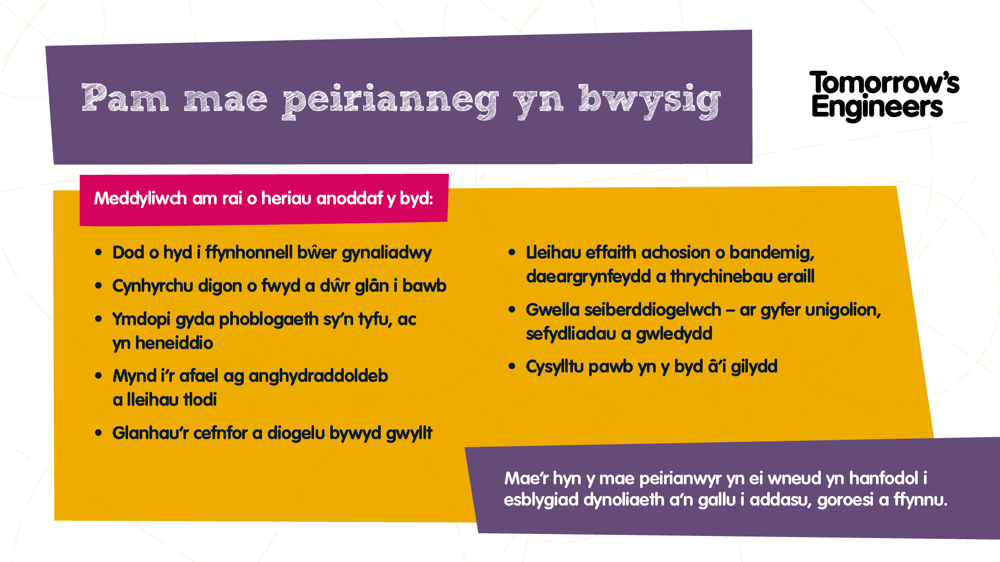 Pam mae peirianneg yn bwysig
Tomorrow's
Engineers
Meddyliwch am rai o heriau anoddaf y byd:
• Dod o hyd i ffynhonnell bŵer gynaliadwy
• Cynhyrchu digon o fwyd a dŵr glân i bawb
• Ymdopi gyda phoblogaeth sy’n tyfu, ac
yn heneiddio
• Mynd i’r afael ag anghydraddoldeb
a lleihau tlodi
• Glanhau’r cefnfor a diogelu bywyd gwyllt
• Lleihau effaith achosion o bandemig,
daeargrynfeydd a thrychinebau eraill
• Gwella seiberddiogelwch – ar gyfer unigolion,
sefydliadau a gwledydd
• Cysylltu pawb yn y byd â’i gilydd
Mae’r hyn y mae peirianwyr yn ei wneud yn hanfodol i
esblygiad dynoliaeth a’n gallu i addasu, goroesi a ffynnu.